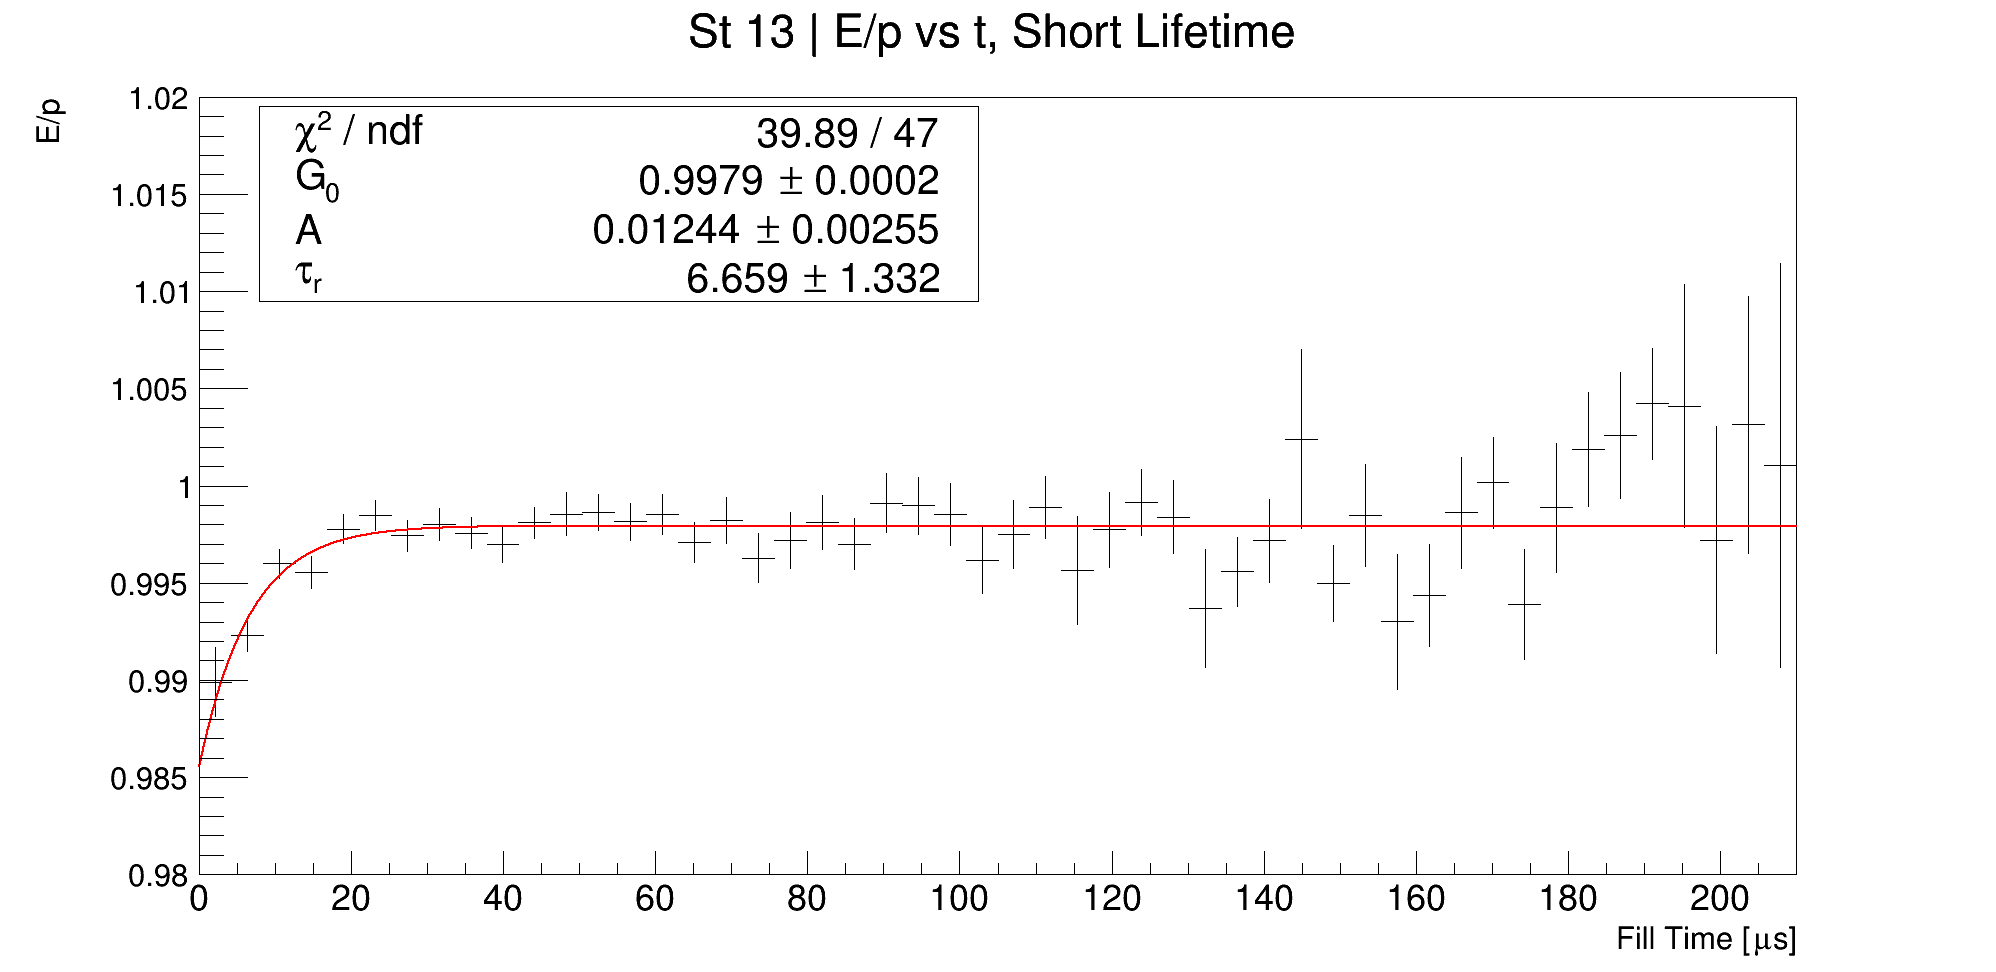 St 13 | E/p vs t, Short Lifetime
E/p
1.02
1.015
1.01
1.005
1
0.995
0.99
0.985
0.98
χ² / ndf 39.89 / 47
G₀ 0.9979 ± 0.0002
A 0.01244 ± 0.00255
τᵣ 6.659 ± 1.332
0 20 40 60 80 100 120 140 160 180 200
Fill Time [μs]